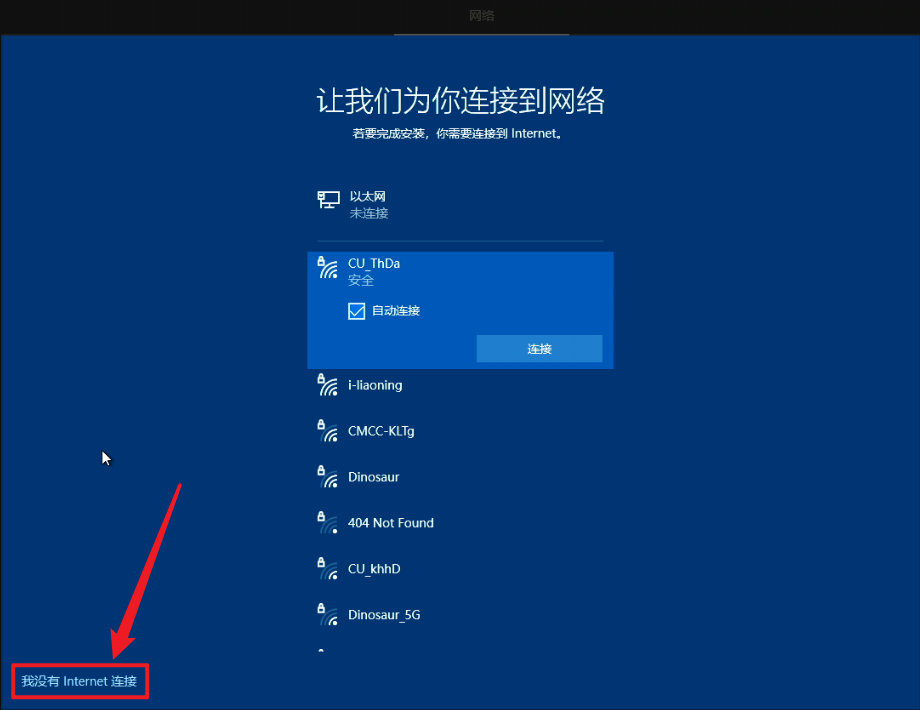 网络
让我们为你连接到网络
若要完成安装，你需要连接到 Internet。
以太网
未连接
CU_ThDa
安全
自动连接
连接
i-liaoning
CMCC-KLTg
Dinosaur
404 Not Found
CU_khhD
Dinosaur_5G
我没有 Internet 连接